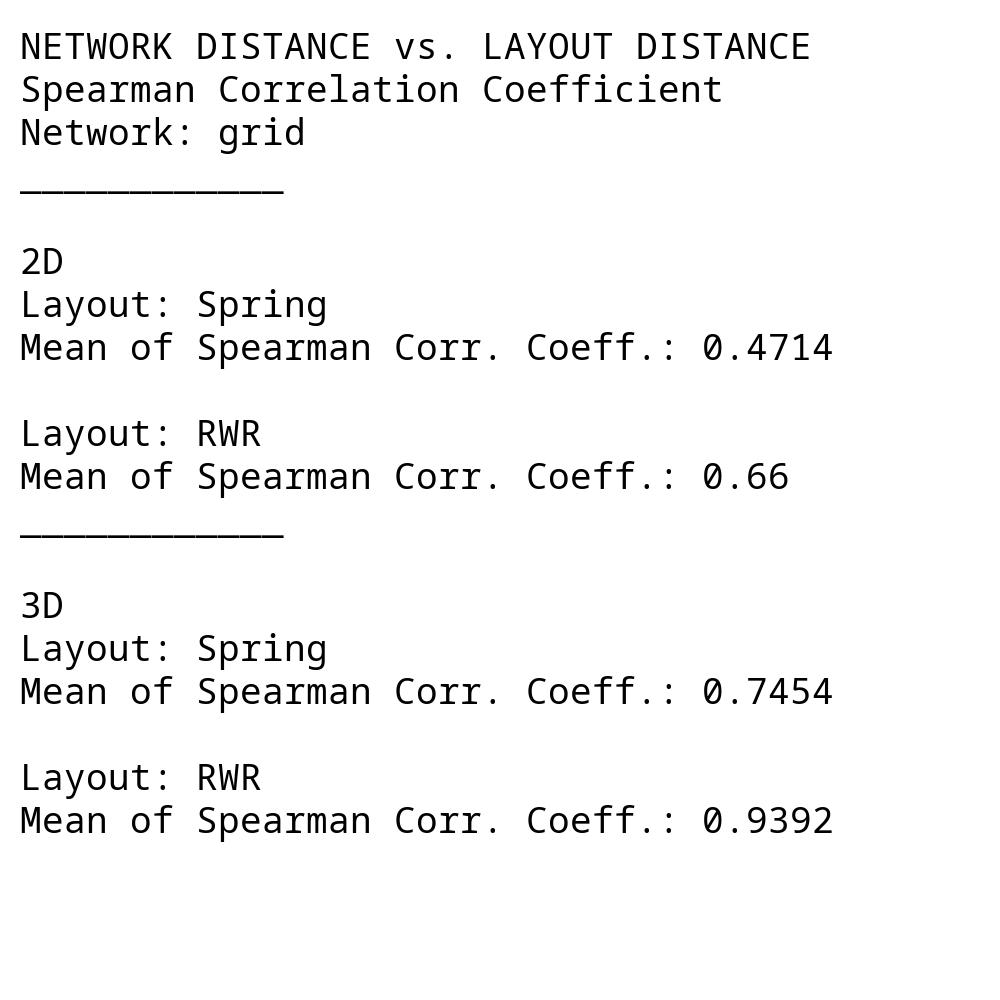 NETWORK DISTANCE vs. LAYOUT DISTANCE
Spearman Correlation Coefficient
Network: grid
____________
2D
Layout: Spring
Mean of Spearman Corr. Coeff.: 0.4714
Layout: RWR
Mean of Spearman Corr. Coeff.: 0.66
____________
3D
Layout: Spring
Mean of Spearman Corr. Coeff.: 0.7454
Layout: RWR
Mean of Spearman Corr. Coeff.: 0.9392